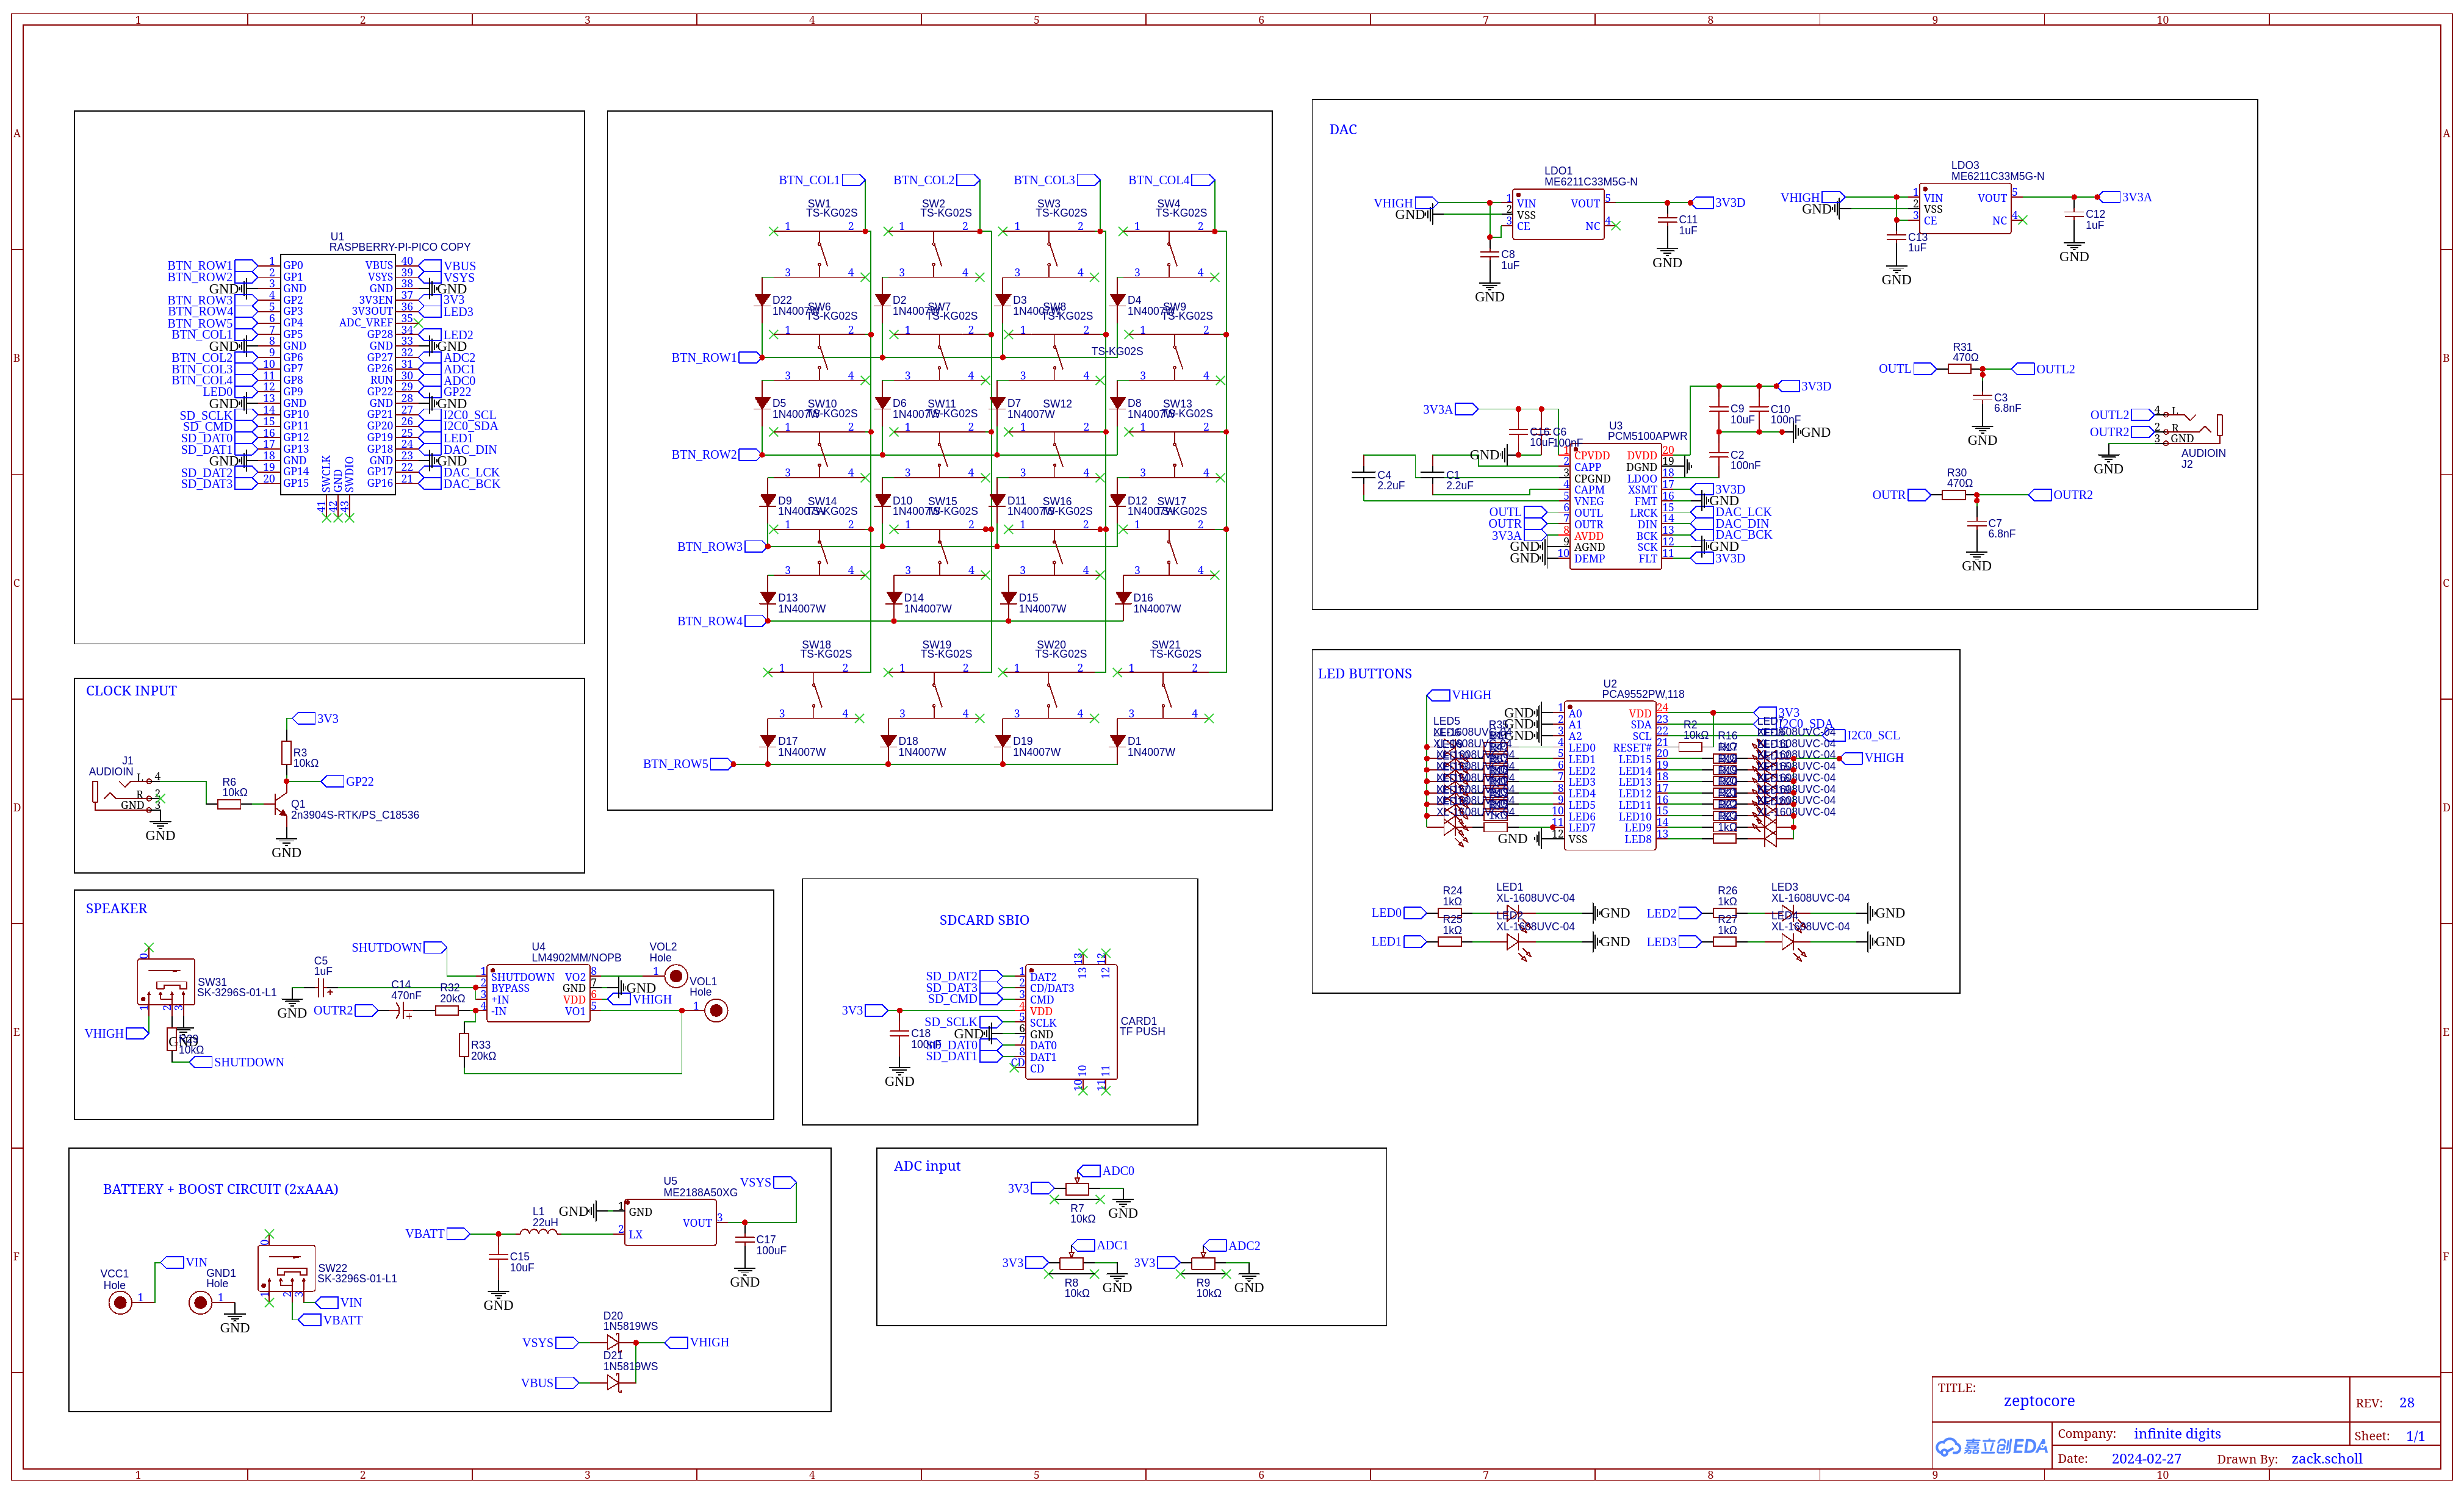 DAC
LDO1
ME6211C33M5G-N
VHIGH
GND
1 VIN
2 VSS
3 CE
VOUT 5
NC 4
3V3D
C11
1uF
GND
C8
1uF
GND
LDO3
ME6211C33M5G-N
VHIGH
GND
1 VIN
2 VSS
3 CE
VOUT 5
NC 4
3V3A
C12
1uF
GND
C13
1uF
GND
U1
RASPBERRY-PI-PICO COPY
BTN_ROW1 1 GP0 VBUS 40 VBUS
BTN_ROW2 2 GP1 VSYS 39 VSYS
GND 3 GND GND 38 GND
BTN_ROW3 4 GP2 3V3EN 37 3V3
BTN_ROW4 5 GP3 3V3OUT 36 LED3
BTN_ROW5 6 GP4 ADC_VREF 35
BTN_COL1 7 GP5 GP28 34 LED2
GND 8 GND GND 33 GND
BTN_COL2 9 GP6 GP27 32 ADC2
BTN_COL3 10 GP7 GP26 31 ADC1
BTN_COL4 11 GP8 RUN 30 ADC0
LED0 12 GP9 GP22 29 GP22
GND 13 GND GND 28 GND
SD_SCLK 14 GP10 GP21 27 I2C0_SCL
SD_CMD 15 GP11 GP20 26 I2C0_SDA
SD_DAT0 16 GP12 GP19 25 LED1
SD_DAT1 17 GP13 GP18 24 DAC_DIN
GND 18 GND GND 23 GND
SD_DAT2 19 GP14 GP17 22 DAC_LCK
SD_DAT3 20 GP15 GP16 21 DAC_BCK
SWCLK GND SWDIO
41 42 43
BTN_COL1 BTN_COL2 BTN_COL3 BTN_COL4
SW1 SW2 SW3 SW4
TS-KG02S TS-KG02S TS-KG02S TS-KG02S
D22 D2 D3 D4
1N4007W 1N4007W 1N4007W 1N4007W
SW6 SW7 SW8 SW9
TS-KG02S TS-KG02S TS-KG02S TS-KG02S
BTN_ROW1
TS-KG02S
D5 D6 D7 D8
1N4007W 1N4007W 1N4007W 1N4007W
SW10 SW11 SW12 SW13
TS-KG02S TS-KG02S TS-KG02S
BTN_ROW2
D9 D10 D11 D12
1N4007W 1N4007W 1N4007W 1N4007W
SW14 SW15 SW16 SW17
TS-KG02S TS-KG02S TS-KG02S TS-KG02S
BTN_ROW3
D13 D14 D15 D16
1N4007W 1N4007W 1N4007W 1N4007W
BTN_ROW4
SW18 SW19 SW20 SW21
TS-KG02S TS-KG02S TS-KG02S TS-KG02S
D17 D18 D19 D1
1N4007W 1N4007W 1N4007W 1N4007W
BTN_ROW5
3V3A
C16
10uF
C6
100nF
GND
C4
2.2uF
C1
2.2uF
U3
PCM5100APWR
1 CPVDD DVDD 20
2 CAPP DGND 19
3 CPGND LDOO 18
4 CAPM XSMT 17 3V3D
5 VNEG FMT 16 GND
OUTL 6 OUTL LRCK 15 DAC_LCK
OUTR 7 OUTR DIN 14 DAC_DIN
3V3A 8 AVDD BCK 13 DAC_BCK
GND 9 AGND SCK 12 GND
GND 10 DEMP FLT 11 3V3D
3V3D
C9
10uF
C10
100nF
GND
C2
100nF
R31
470Ω
OUTL OUTL2
C3
6.8nF
GND
R30
470Ω
OUTR OUTR2
C7
6.8nF
GND
OUTL2 4 L
OUTR2 2 R
3 GND
GND
AUDIOIN
J2
CLOCK INPUT
3V3
R3
10kΩ
GP22
J1
AUDIOIN
L 4
R 2
GND 3
GND
R6
10kΩ
Q1
2n3904S-RTK/PS_C18536
GND
LED BUTTONS
VHIGH
U2
PCA9552PW,118
GND 1 A0 VDD 24 3V3
GND 2 A1 SDA 23 I2C0_SDA
GND 3 A2 SCL 22 I2C0_SCL
4 LED0 RESET# 21
5 LED1 LED15 20
6 LED2 LED14 19
7 LED3 LED13 18
8 LED4 LED12 17
9 LED5 LED11 16
10 LED6 LED10 15
11 LED7 LED9 14
GND 12 VSS LED8 13
LED5
R2
10kΩ
R16
1kΩ
VHIGH
XL-1608UVC-04
LED0
R24
1kΩ
LED1
XL-1608UVC-04
GND
LED1
R25
1kΩ
LED2
XL-1608UVC-04
GND
LED2
R26
1kΩ
LED3
XL-1608UVC-04
GND
LED3
R27
1kΩ
LED4
XL-1608UVC-04
GND
SPEAKER
SW31
SK-3296S-01-L1
VHIGH
GND
R29
10kΩ
SHUTDOWN
SHUTDOWN
C5
1uF
GND
C14
470nF
OUTR2
R32
20kΩ
R33
20kΩ
U4
LM4902MM/NOPB
1 SHUTDOWN VO2 8
2 BYPASS GND 7 GND
3 +IN VDD 6 VHIGH
4 -IN VO1 5
VOL2
Hole
VOL1
Hole
SDCARD SBIO
3V3
C18
100nF
GND
SD_DAT2 1 DAT2
SD_DAT3 2 CD/DAT3
SD_CMD 3 CMD
4 VDD
SD_SCLK 5 SCLK
GND 6 GND
SD_DAT0 7 DAT0
SD_DAT1 8 DAT1
CD CD
13 12
10 11
CARD1
TF PUSH
BATTERY + BOOST CIRCUIT (2xAAA)
VCC1
Hole
VIN
GND1
Hole
GND
SW22
SK-3296S-01-L1
VIN
VBATT
VBATT
L1
22uH
C15
10uF
GND
U5
ME2188A50XG
GND 1 GND
2 LX
VOUT 3
VSYS
C17
100uF
GND
D20
1N5819WS
VSYS VHIGH
D21
1N5819WS
VBUS
ADC input
ADC0
3V3
R7
10kΩ
GND
ADC1
3V3
R8
10kΩ
GND
ADC2
3V3
R9
10kΩ
GND
TITLE: zeptocore
REV: 28
嘉立创EDA
Company: infinite digits
Sheet: 1/1
Date: 2024-02-27
Drawn By: zack.scholl